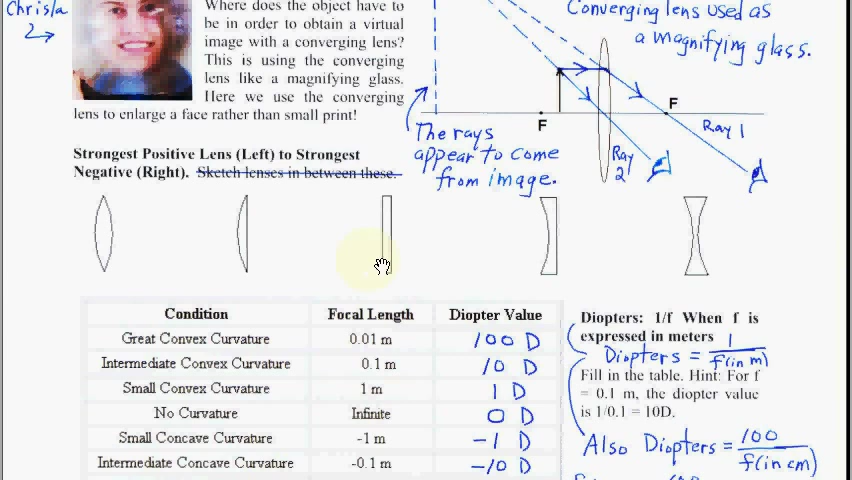 Chrisla
Where does the object have to
be in order to obtain a virtual
image with a converging lens?
This is using the converging
lens like a magnifying glass.
Here we use the converging
lens to enlarge a face rather than small print!
Converging lens used as
a magnifying glass.
F
F
Ray 1
Ray
2
The rays
appear to come
from image.
Strongest Positive Lens (Left) to Strongest
Negative (Right). Sketch lenses in between these.
Condition Focal Length Diopter Value
Great Convex Curvature 0.01 m 100 D
Intermediate Convex Curvature 0.1 m 10 D
Small Convex Curvature 1 m 1 D
No Curvature Infinite 0 D
Small Concave Curvature -1 m -1 D
Intermediate Concave Curvature -0.1 m -10 D
Diopters: 1/f When f is
expressed in meters
Diopters = 1/f(in m)
Fill in the table. Hint: For f
= 0.1 m, the diopter value
is 1/0.1 = 10D.
Also Diopters = 100/f(in cm)